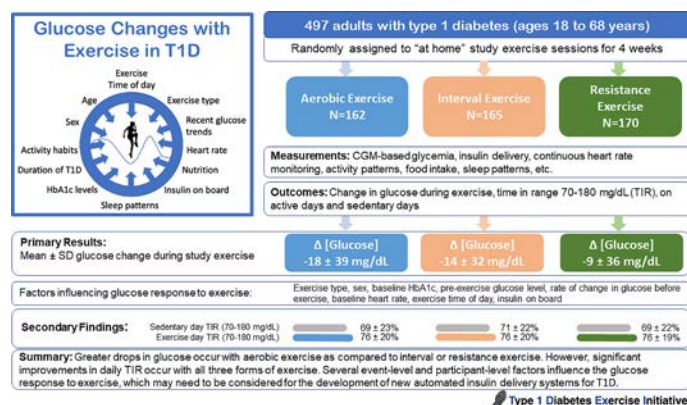 Glucose Changes with
Exercise in T1D
Exercise
Time of day
Age
Exercise type
Sex
Recent glucose
trends
Activity habits
Heart rate
Duration of T1D
Nutrition
HbA1c levels
Insulin on board
Sleep patterns
497 adults with type 1 diabetes (ages 18 to 68 years)
Randomly assigned to "at home" study exercise sessions for 4 weeks
Aerobic Exercise
N=162
Interval Exercise
N=165
Resistance
Exercise
N=170
Measurements: CGM-based glycemia, insulin delivery, continuous heart rate
monitoring, activity patterns, food intake, sleep patterns, etc.
Outcomes: Change in glucose during exercise, time in range 70-180 mg/dL (TIR), on
active days and sedentary days
Primary Results:
Mean ± SD glucose change during study exercise
Δ [Glucose]
-18 ± 39 mg/dL
Δ [Glucose]
-14 ± 32 mg/dL
Δ [Glucose]
-9 ± 36 mg/dL
Factors influencing glucose response to exercise:
Exercise type, sex, baseline HbA1c, pre-exercise glucose level, rate of change in glucose before
exercise, baseline heart rate, exercise time of day, insulin on board
Secondary Findings:
Sedentary day TIR (70-180 mg/dL) 69 ± 23% 71 ± 22% 69 ± 22%
Exercise day TIR (70-180 mg/dL) 76 ± 20% 76 ± 20% 76 ± 19%
Summary: Greater drops in glucose occur with aerobic exercise as compared to interval or resistance exercise. However, significant
improvements in daily TIR occur with all three forms of exercise. Several event-level and participant-level factors influence the glucose
response to exercise, which may need to be considered for the development of new automated insulin delivery systems for T1D.
Type 1 Diabetes Exercise Initiative